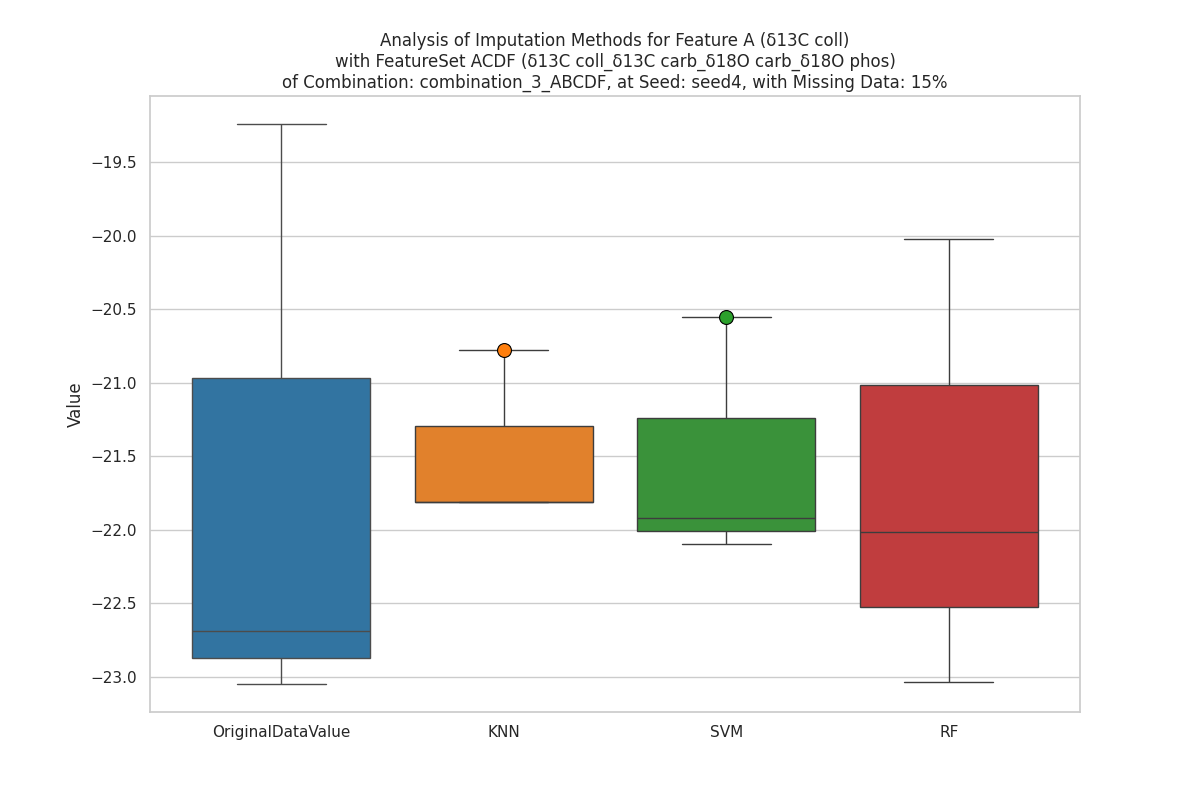 Analysis of Imputation Methods for Feature A (δ13C coll)
with FeatureSet ACDF (δ13C coll_δ13C carb_δ18O carb_δ18O phos)
of Combination: combination_3_ABCDF, at Seed: seed4, with Missing Data: 15%
−19.5
−20.0
−20.5
−21.0
−21.5
−22.0
−22.5
−23.0
Value
OriginalDataValue
KNN
SVM
RF